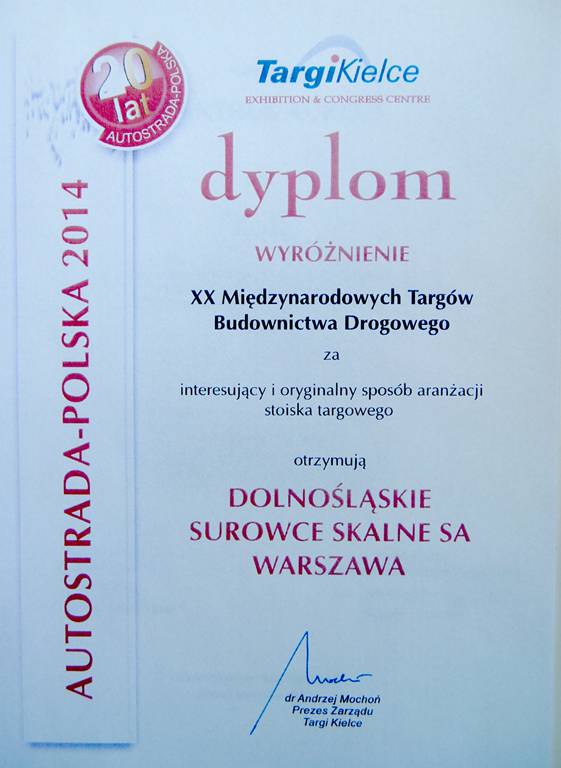 20
lat
AUTOSTRADA-POLSKA
TargiKielce
EXHIBITION & CONGRESS CENTRE
dyplom
WYRÓŻNIENIE
XX Międzynarodowych Targów
Budownictwa Drogowego
za
interesujący i oryginalny sposób aranżacji
stoiska targowego
otrzymują
DOLNOŚLĄSKIE
SUROWCE SKALNE SA
WARSZAWA
dr Andrzej Mochoń
Prezes Zarządu
Targi Kielce
AUTOSTRADA-POLSKA 2014